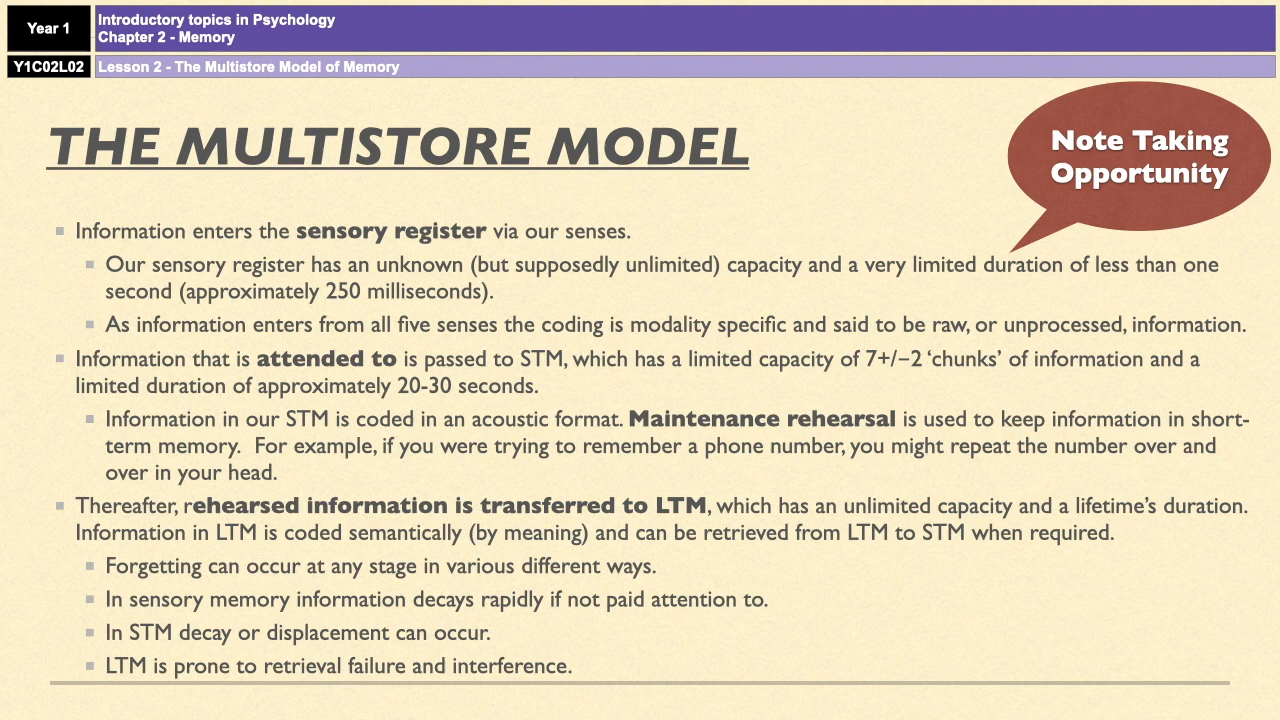 Year 1
Introductory topics in Psychology
Chapter 2 - Memory
Y1C02L02
Lesson 2 - The Multistore Model of Memory
THE MULTISTORE MODEL
Note Taking
Opportunity
Information enters the sensory register via our senses.
Our sensory register has an unknown (but supposedly unlimited) capacity and a very limited duration of less than one
second (approximately 250 milliseconds).
As information enters from all five senses the coding is modality specific and said to be raw, or unprocessed, information.
Information that is attended to is passed to STM, which has a limited capacity of 7+/−2 ‘chunks’ of information and a
limited duration of approximately 20-30 seconds.
Information in our STM is coded in an acoustic format. Maintenance rehearsal is used to keep information in short-
term memory.  For example, if you were trying to remember a phone number, you might repeat the number over and
over in your head.
Thereafter, rehearsed information is transferred to LTM, which has an unlimited capacity and a lifetime’s duration.
Information in LTM is coded semantically (by meaning) and can be retrieved from LTM to STM when required.
Forgetting can occur at any stage in various different ways.
In sensory memory information decays rapidly if not paid attention to.
In STM decay or displacement can occur.
LTM is prone to retrieval failure and interference.